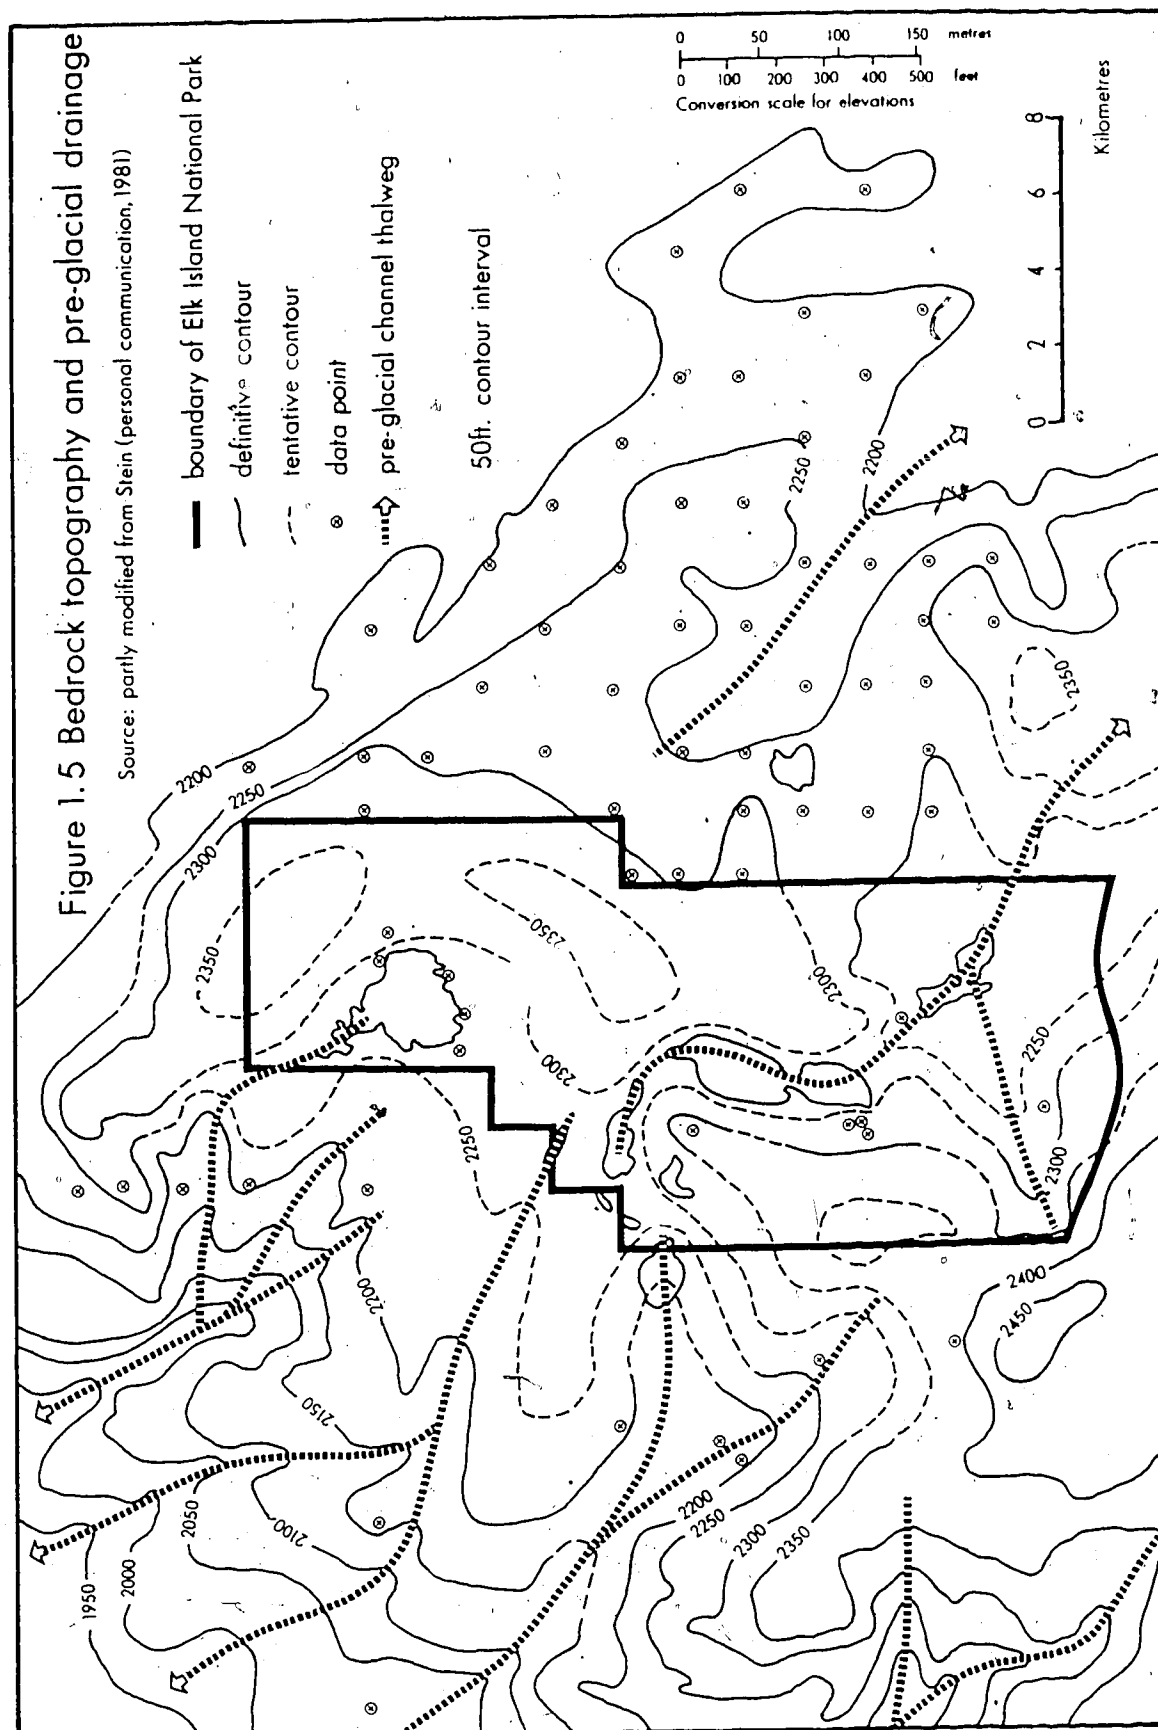 Figure 1.5 Bedrock topography and pre-glacial drainage
Source: partly modified from Stein (personal communication, 1981)
boundary of Elk Island National Park
definitive contour
tentative contour
data point
pre-glacial channel thalweg
50ft. contour interval
0 50 100 150 metres
0 100 200 300 400 500 feet
Conversion scale for elevations
0 2 4 6 8
Kilometres
2200
2250
2300
2350
2350
2300
2250
2200
2150
2100
2050
2000
1950
2250
2200
2350
2300
2250
2300
2400
2450
2200
2250
2300
2350